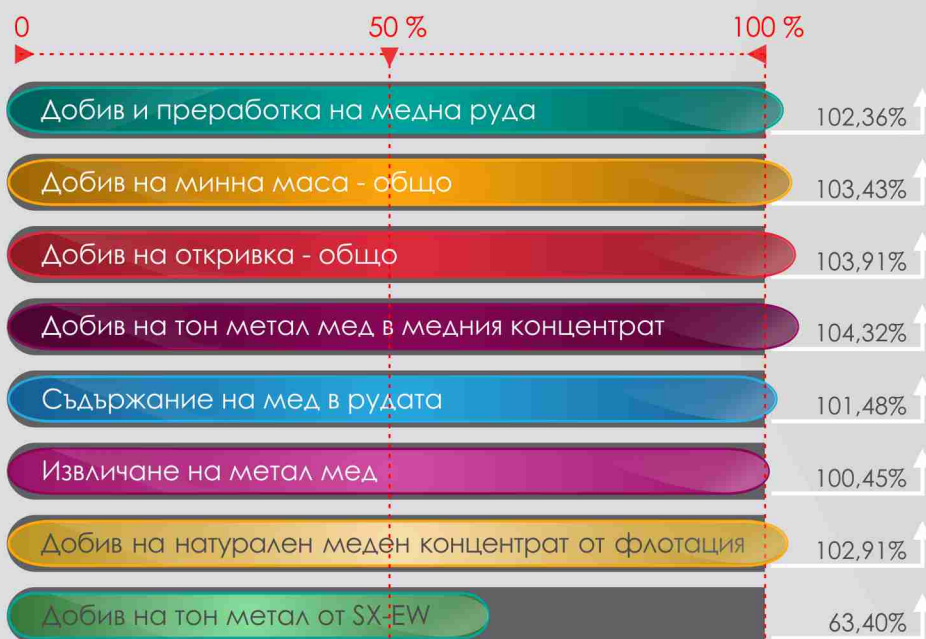 0 50 % 100 %
Добив и преработка на медна руда 102,36%
Добив на минна маса - общо 103,43%
Добив на откривка - общо 103,91%
Добив на тон метал мед в медния концентрат 104,32%
Съдържание на мед в рудата 101,48%
Извличане на метал мед 100,45%
Добив на натурален меден концентрат от флотация 102,91%
Добив на тон метал от SX-EW 63,40%